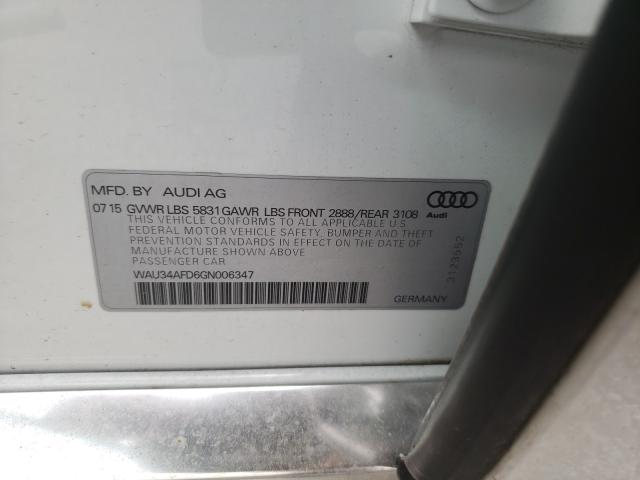 MFD. BY AUDI AG
07 15 GVWR LBS 5831 GAWR LBS FRONT 2888/REAR 3108
Audi
THIS VEHICLE CONFORMS TO ALL APPLICABLE U.S
FEDERAL MOTOR VEHICLE SAFETY, BUMPER AND THEFT
PREVENTION STANDARDS IN EFFECT ON THE DATE OF
MANUFACTURE SHOWN ABOVE
PASSENGER CAR
3123552
WAU34AFD6GN006347
GERMANY